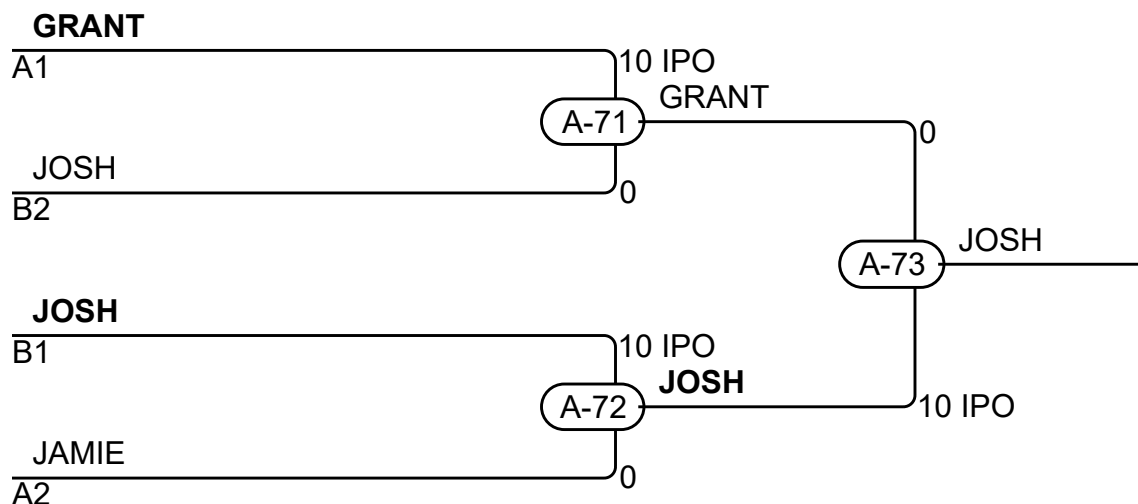 GRANT
A1
10 IPO
GRANT
A-71
0
JOSH
B2
0
JOSH
A-73
JOSH
B1
10 IPO
JOSH
A-72
10 IPO
JAMIE
A2
0